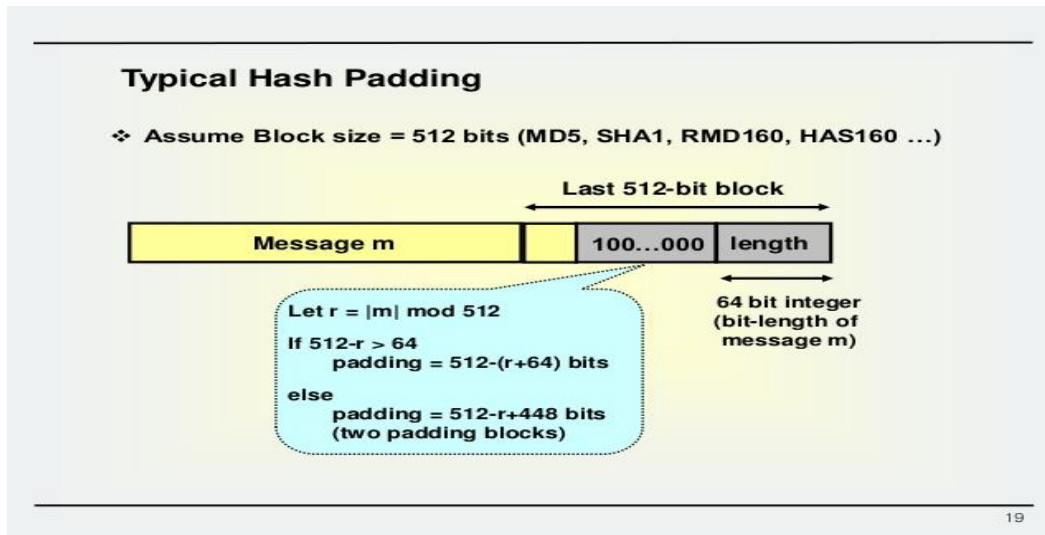 Typical Hash Padding
❖ Assume Block size = 512 bits (MD5, SHA1, RMD160, HAS160 ...)
Last 512-bit block
Message m
100...000
length
Let r = |m| mod 512
If 512-r > 64
padding = 512-(r+64) bits
else
padding = 512-r+448 bits
(two padding blocks)
64 bit integer
(bit-length of
message m)
19